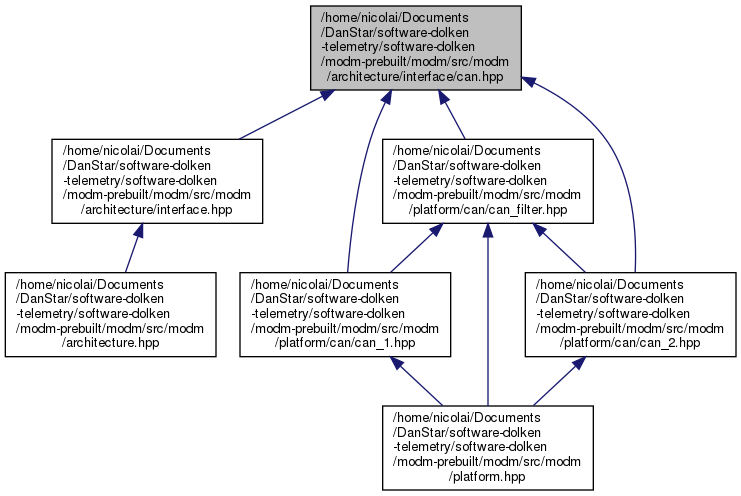 /home/nicolai/Documents
/DanStar/software-dolken
-telemetry/software-dolken
/modm-prebuilt/modm/src/modm
/architecture/interface/can.hpp
/home/nicolai/Documents
/DanStar/software-dolken
-telemetry/software-dolken
/modm-prebuilt/modm/src/modm
/architecture/interface.hpp
/home/nicolai/Documents
/DanStar/software-dolken
-telemetry/software-dolken
/modm-prebuilt/modm/src/modm
/platform/can/can_filter.hpp
/home/nicolai/Documents
/DanStar/software-dolken
-telemetry/software-dolken
/modm-prebuilt/modm/src/modm
/architecture.hpp
/home/nicolai/Documents
/DanStar/software-dolken
-telemetry/software-dolken
/modm-prebuilt/modm/src/modm
/platform/can/can_1.hpp
/home/nicolai/Documents
/DanStar/software-dolken
-telemetry/software-dolken
/modm-prebuilt/modm/src/modm
/platform/can/can_2.hpp
/home/nicolai/Documents
/DanStar/software-dolken
-telemetry/software-dolken
/modm-prebuilt/modm/src/modm
/platform.hpp